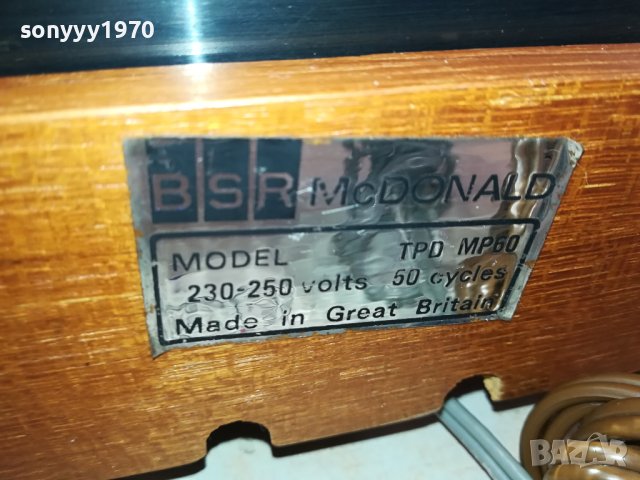 sonyyy1970
BSR McDONALD
MODEL TPD MP60
230-250 volts 50 cycles
Made in Great Britain
BAZAR